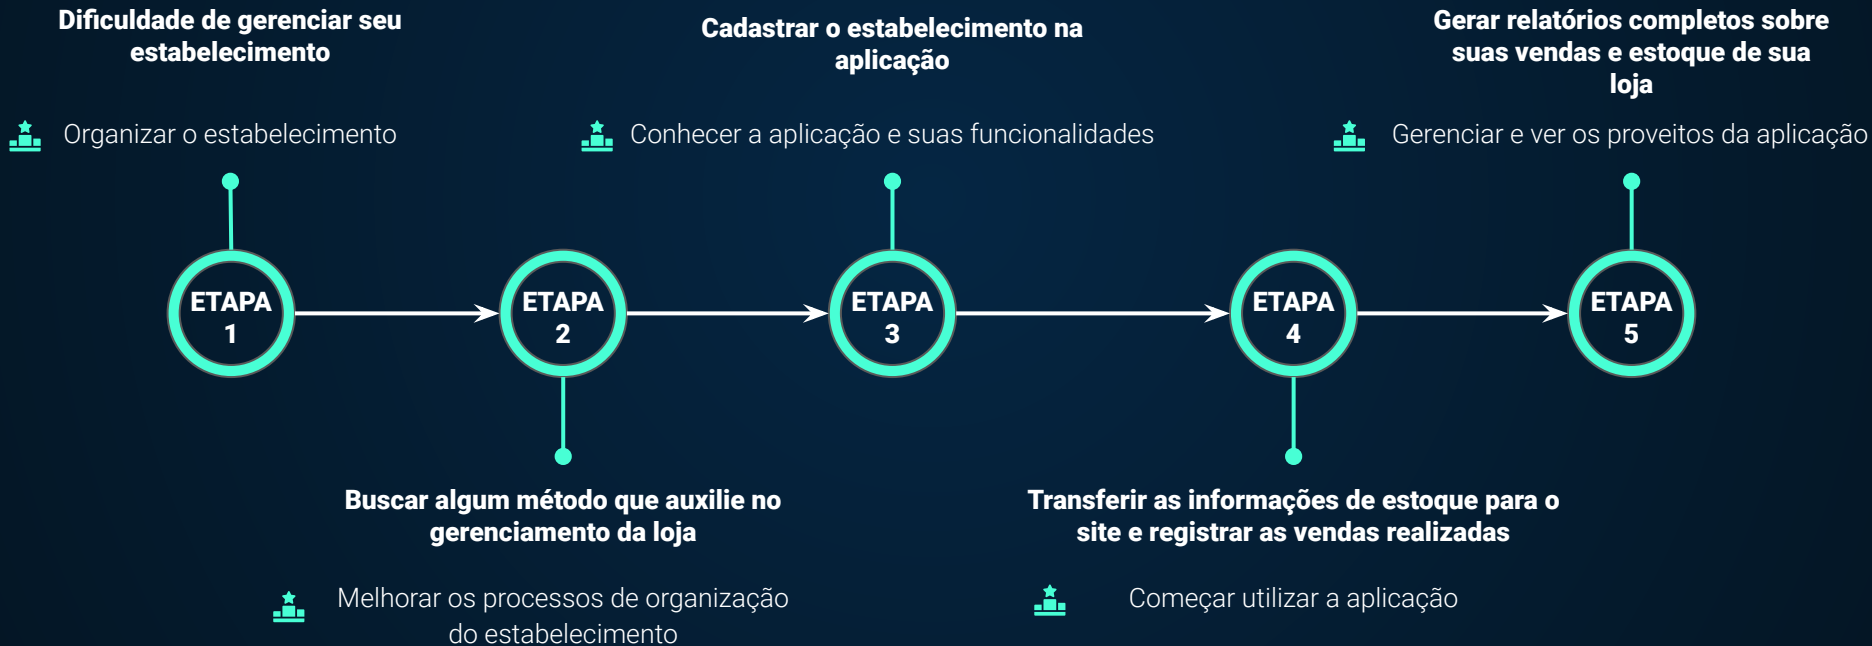 Dificuldade de gerenciar seu
estabelecimento
Organizar o estabelecimento
Cadastrar o estabelecimento na
aplicação
Conhecer a aplicação e suas funcionalidades
Gerar relatórios completos sobre
suas vendas e estoque de sua
loja
Gerenciar e ver os proveitos da aplicação
ETAPA
1
ETAPA
2
ETAPA
3
ETAPA
4
ETAPA
5
Buscar algum método que auxilie no
gerenciamento da loja
Melhorar os processos de organização
do estabelecimento
Transferir as informações de estoque para o
site e registrar as vendas realizadas
Começar utilizar a aplicação